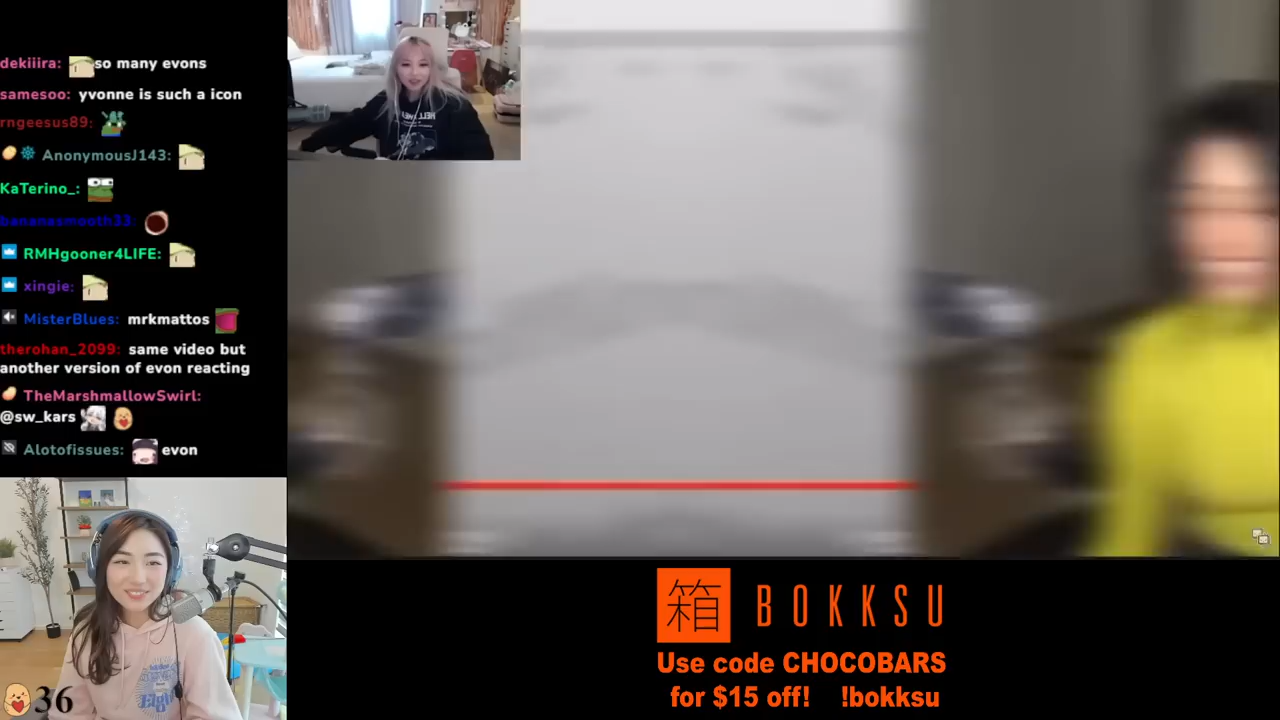 dekiiira: so many evons
samesoo: yvonne is such a icon
rngeesus89:
AnonymousJ143:
KaTerino_:
bananasmooth33:
RMHgooner4LIFE:
xingie:
MisterBlues: mrkmattos
therohan_2099: same video but
another version of evon reacting
TheMarshmallowSwirl:
@sw_kars
Alotofissues: evon
36
箱 BOKKSU
Use code CHOCOBARS
for $15 off! !bokksu